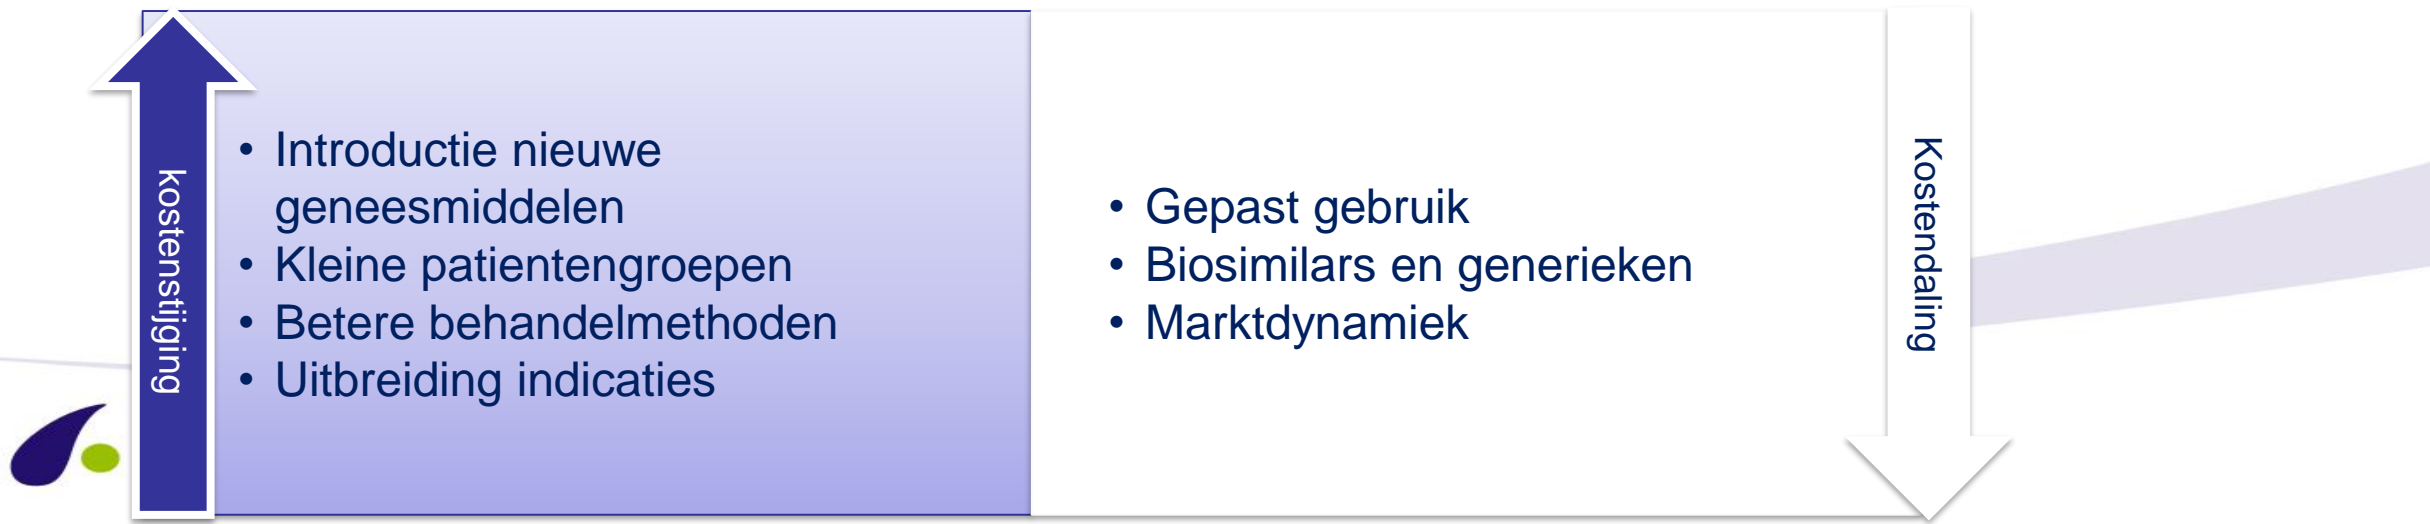 kostenstijging
• Introductie nieuwe
geneesmiddelen
• Kleine patientengroepen
• Betere behandelmethoden
• Uitbreiding indicaties
• Gepast gebruik
• Biosimilars en generieken
• Marktdynamiek
Kostendaling